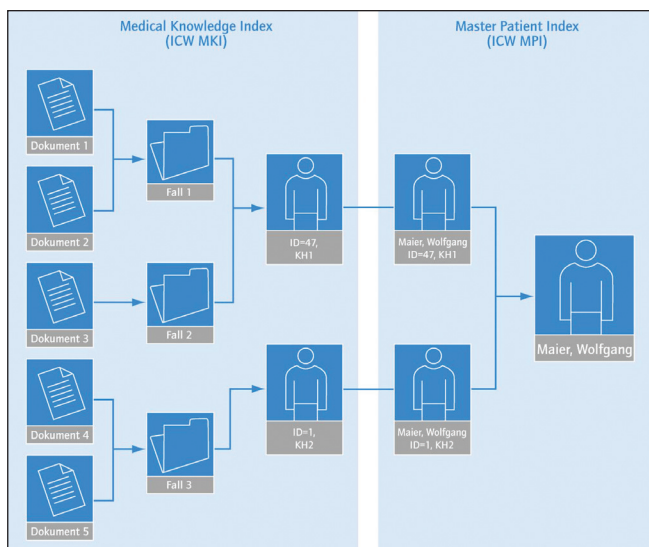 Medical Knowledge Index
(ICW MKI)
Master Patient Index
(ICW MPI)
Dokument 1
Dokument 2
Dokument 3
Dokument 4
Dokument 5
Fall 1
Fall 2
Fall 3
ID=47,
KH1
ID=1,
KH2
Maier, Wolfgang
ID=47, KH1
Maier, Wolfgang
ID=1, KH2
Maier, Wolfgang